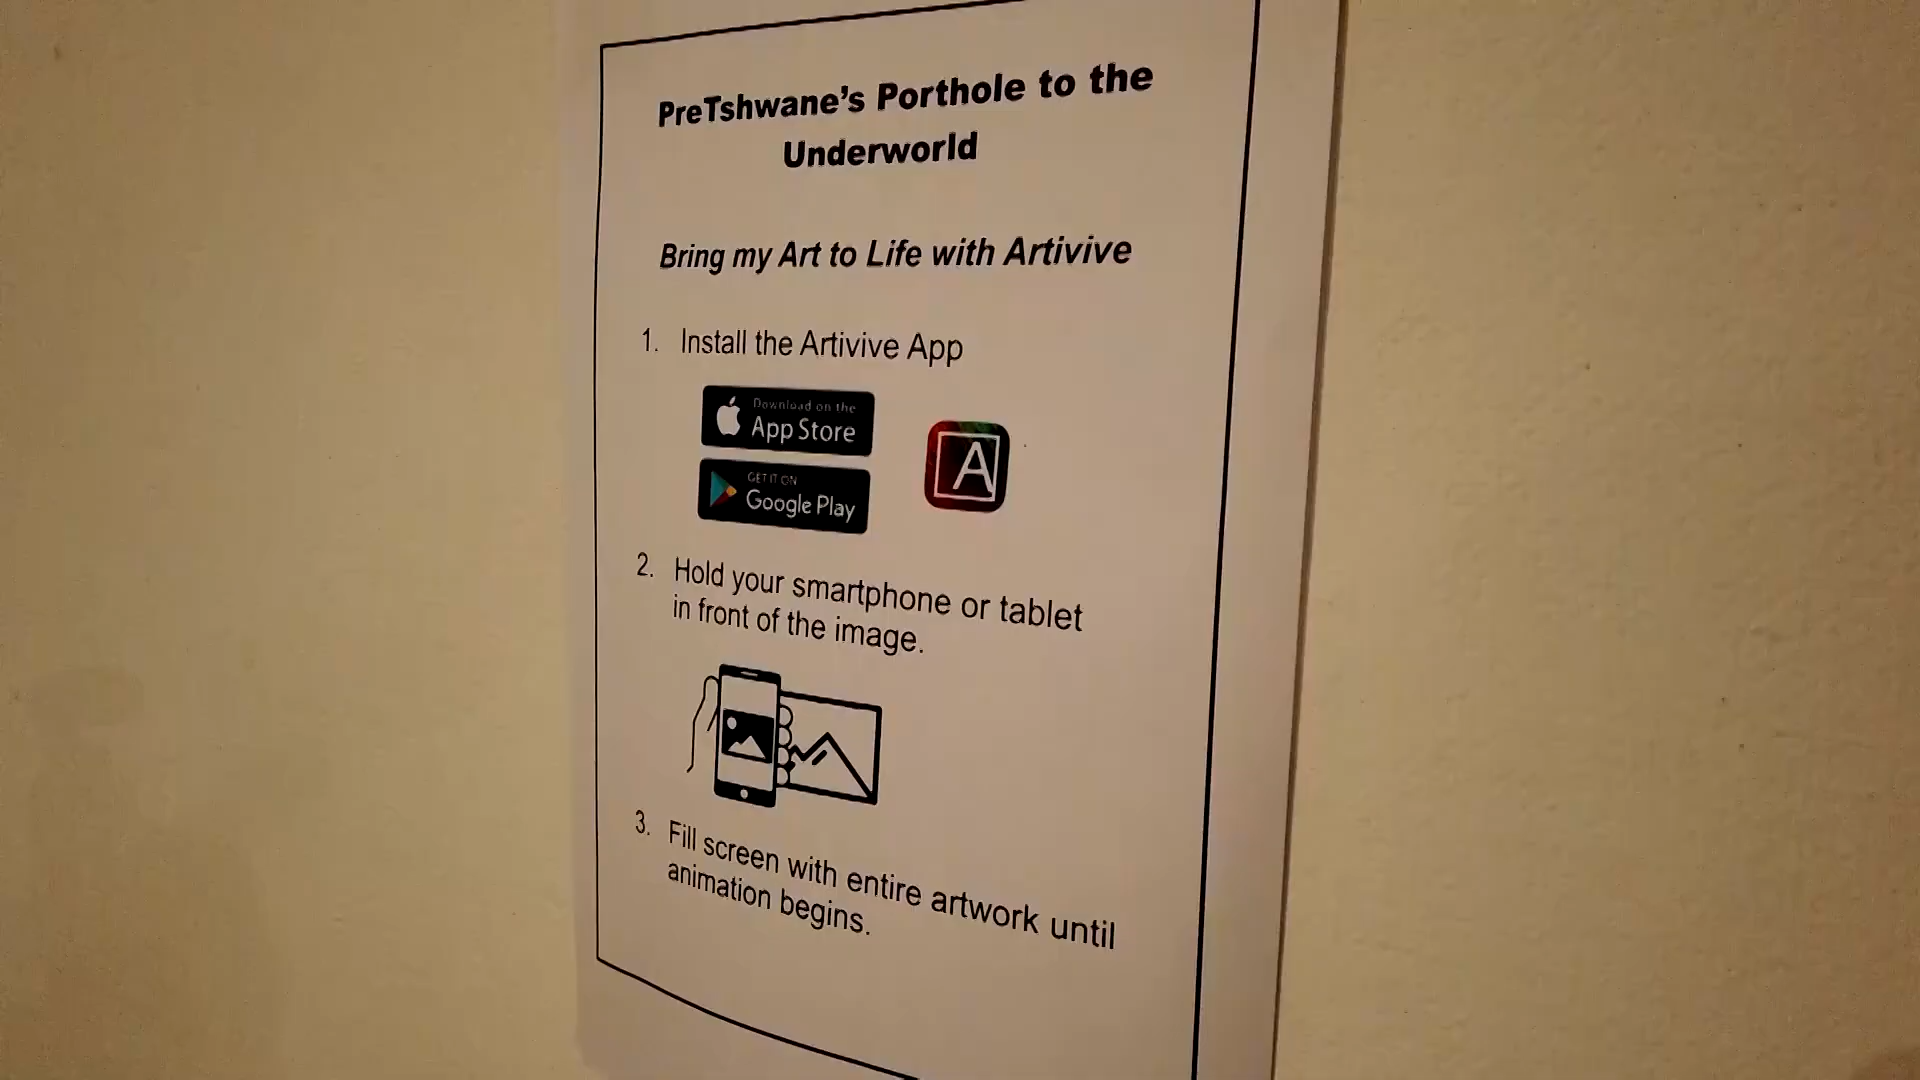 PreTshwane's Porthole to the
Underworld
Bring my Art to Life with Artivive
1. Install the Artivive App
Download on the
App Store
GET IT ON
Google Play
A
2. Hold your smartphone or tablet
in front of the image.
3. Fill screen with entire artwork until
animation begins.